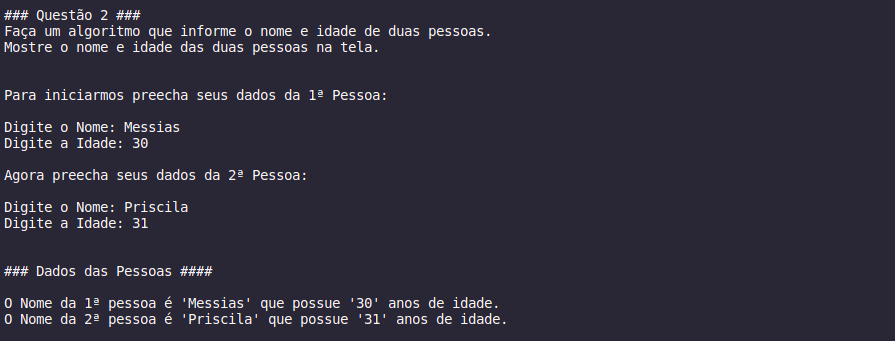 ### Questão 2 ###
Faça um algoritmo que informe o nome e idade de duas pessoas.
Mostre o nome e idade das duas pessoas na tela.
Para iniciarmos preecha seus dados da 1ª Pessoa:
Digite o Nome: Messias
Digite a Idade: 30
Agora preecha seus dados da 2ª Pessoa:
Digite o Nome: Priscila
Digite a Idade: 31
### Dados das Pessoas ####
O Nome da 1ª pessoa é 'Messias' que possue '30' anos de idade.
O Nome da 2ª pessoa é 'Priscila' que possue '31' anos de idade.